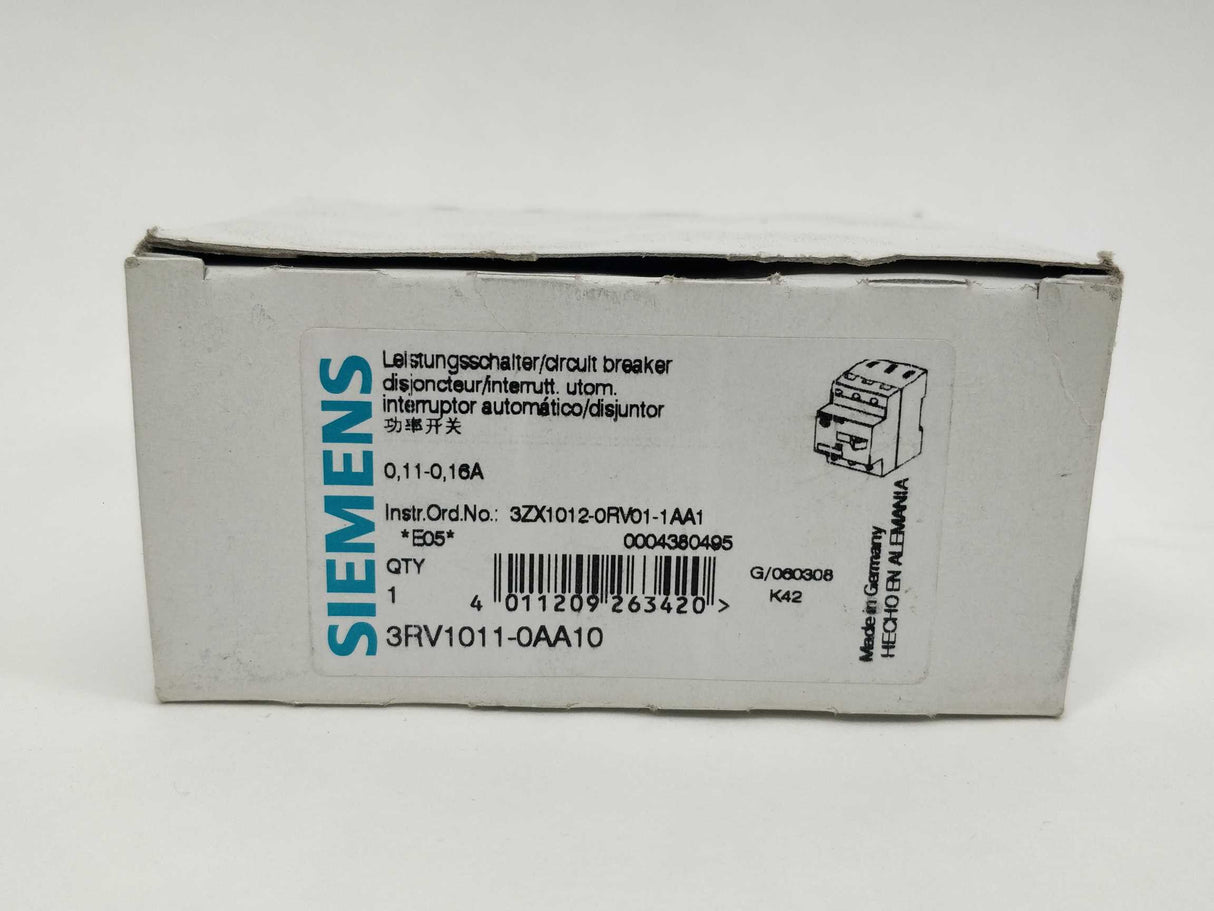 SIEMENS
Leistungsschalter/circuit breaker
disjoncteur/interrutt. utom.
interruptor automático/disjuntor
功率开关
0,11-0,16A
Instr.Ord.No.: 3ZX1012-0RV01-1AA1
*E05* 0004380495
QTY
1
4 011209 263420 >
G/060308
K42
3RV1011-0AA10
Made in Germany
HECHO EN ALEMANIA